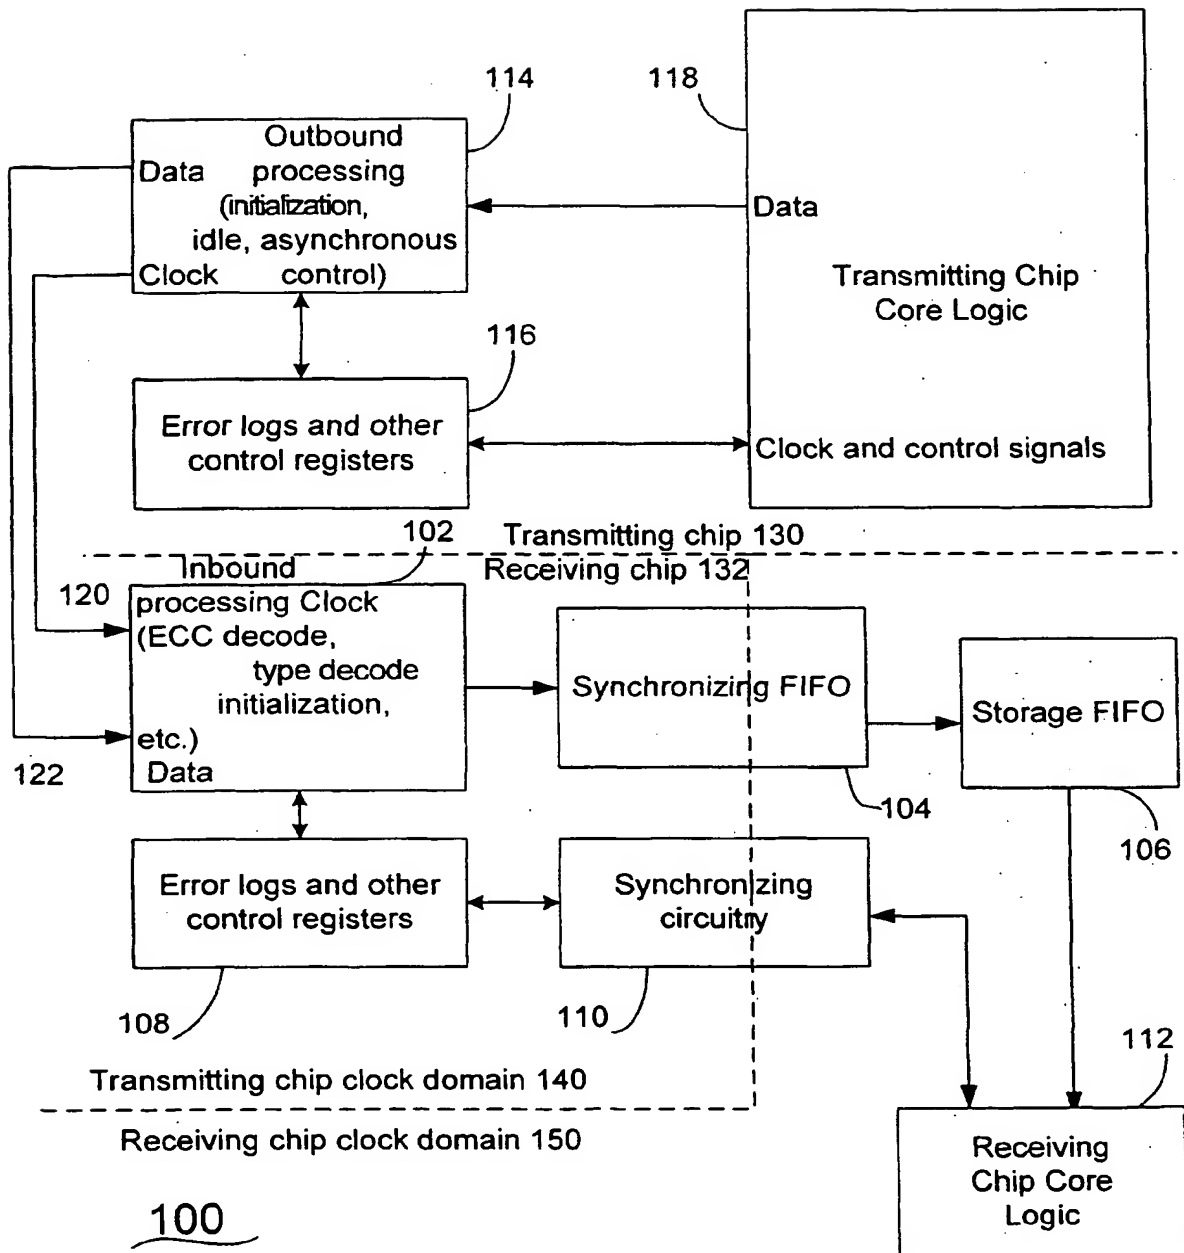 114
118
Outbound
Data processing
(initialization,
idle, asynchronous
Clock control)
Data
Transmitting Chip
Core Logic
116
Error logs and other
control registers
Clock and control signals
102
Transmitting chip 130
Inbound
Receiving chip 132
120
processing Clock
(ECC decode,
type decode
initialization,
etc.)
Data
122
Synchronizing FIFO
Storage FIFO
104
106
Error logs and other
control registers
Synchronizing
circuitry
108
110
112
Transmitting chip clock domain 140
Receiving chip clock domain 150
Receiving
Chip Core
Logic
100